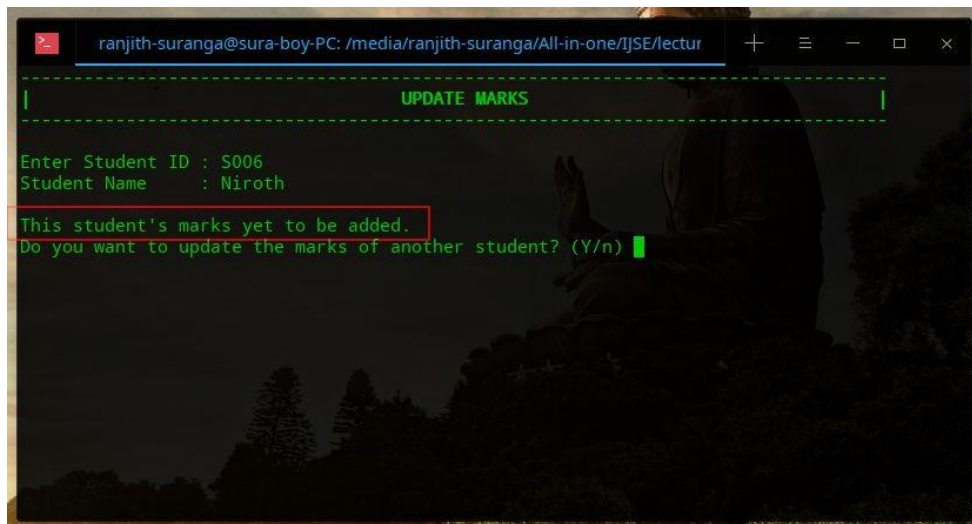 ranjith-suranga@sura-boy-PC: /media/ranjith-suranga/All-in-one/IJSE/lectur
UPDATE MARKS
Enter Student ID : S006
Student Name : Niroth
This student's marks yet to be added.
Do you want to update the marks of another student? (Y/n)